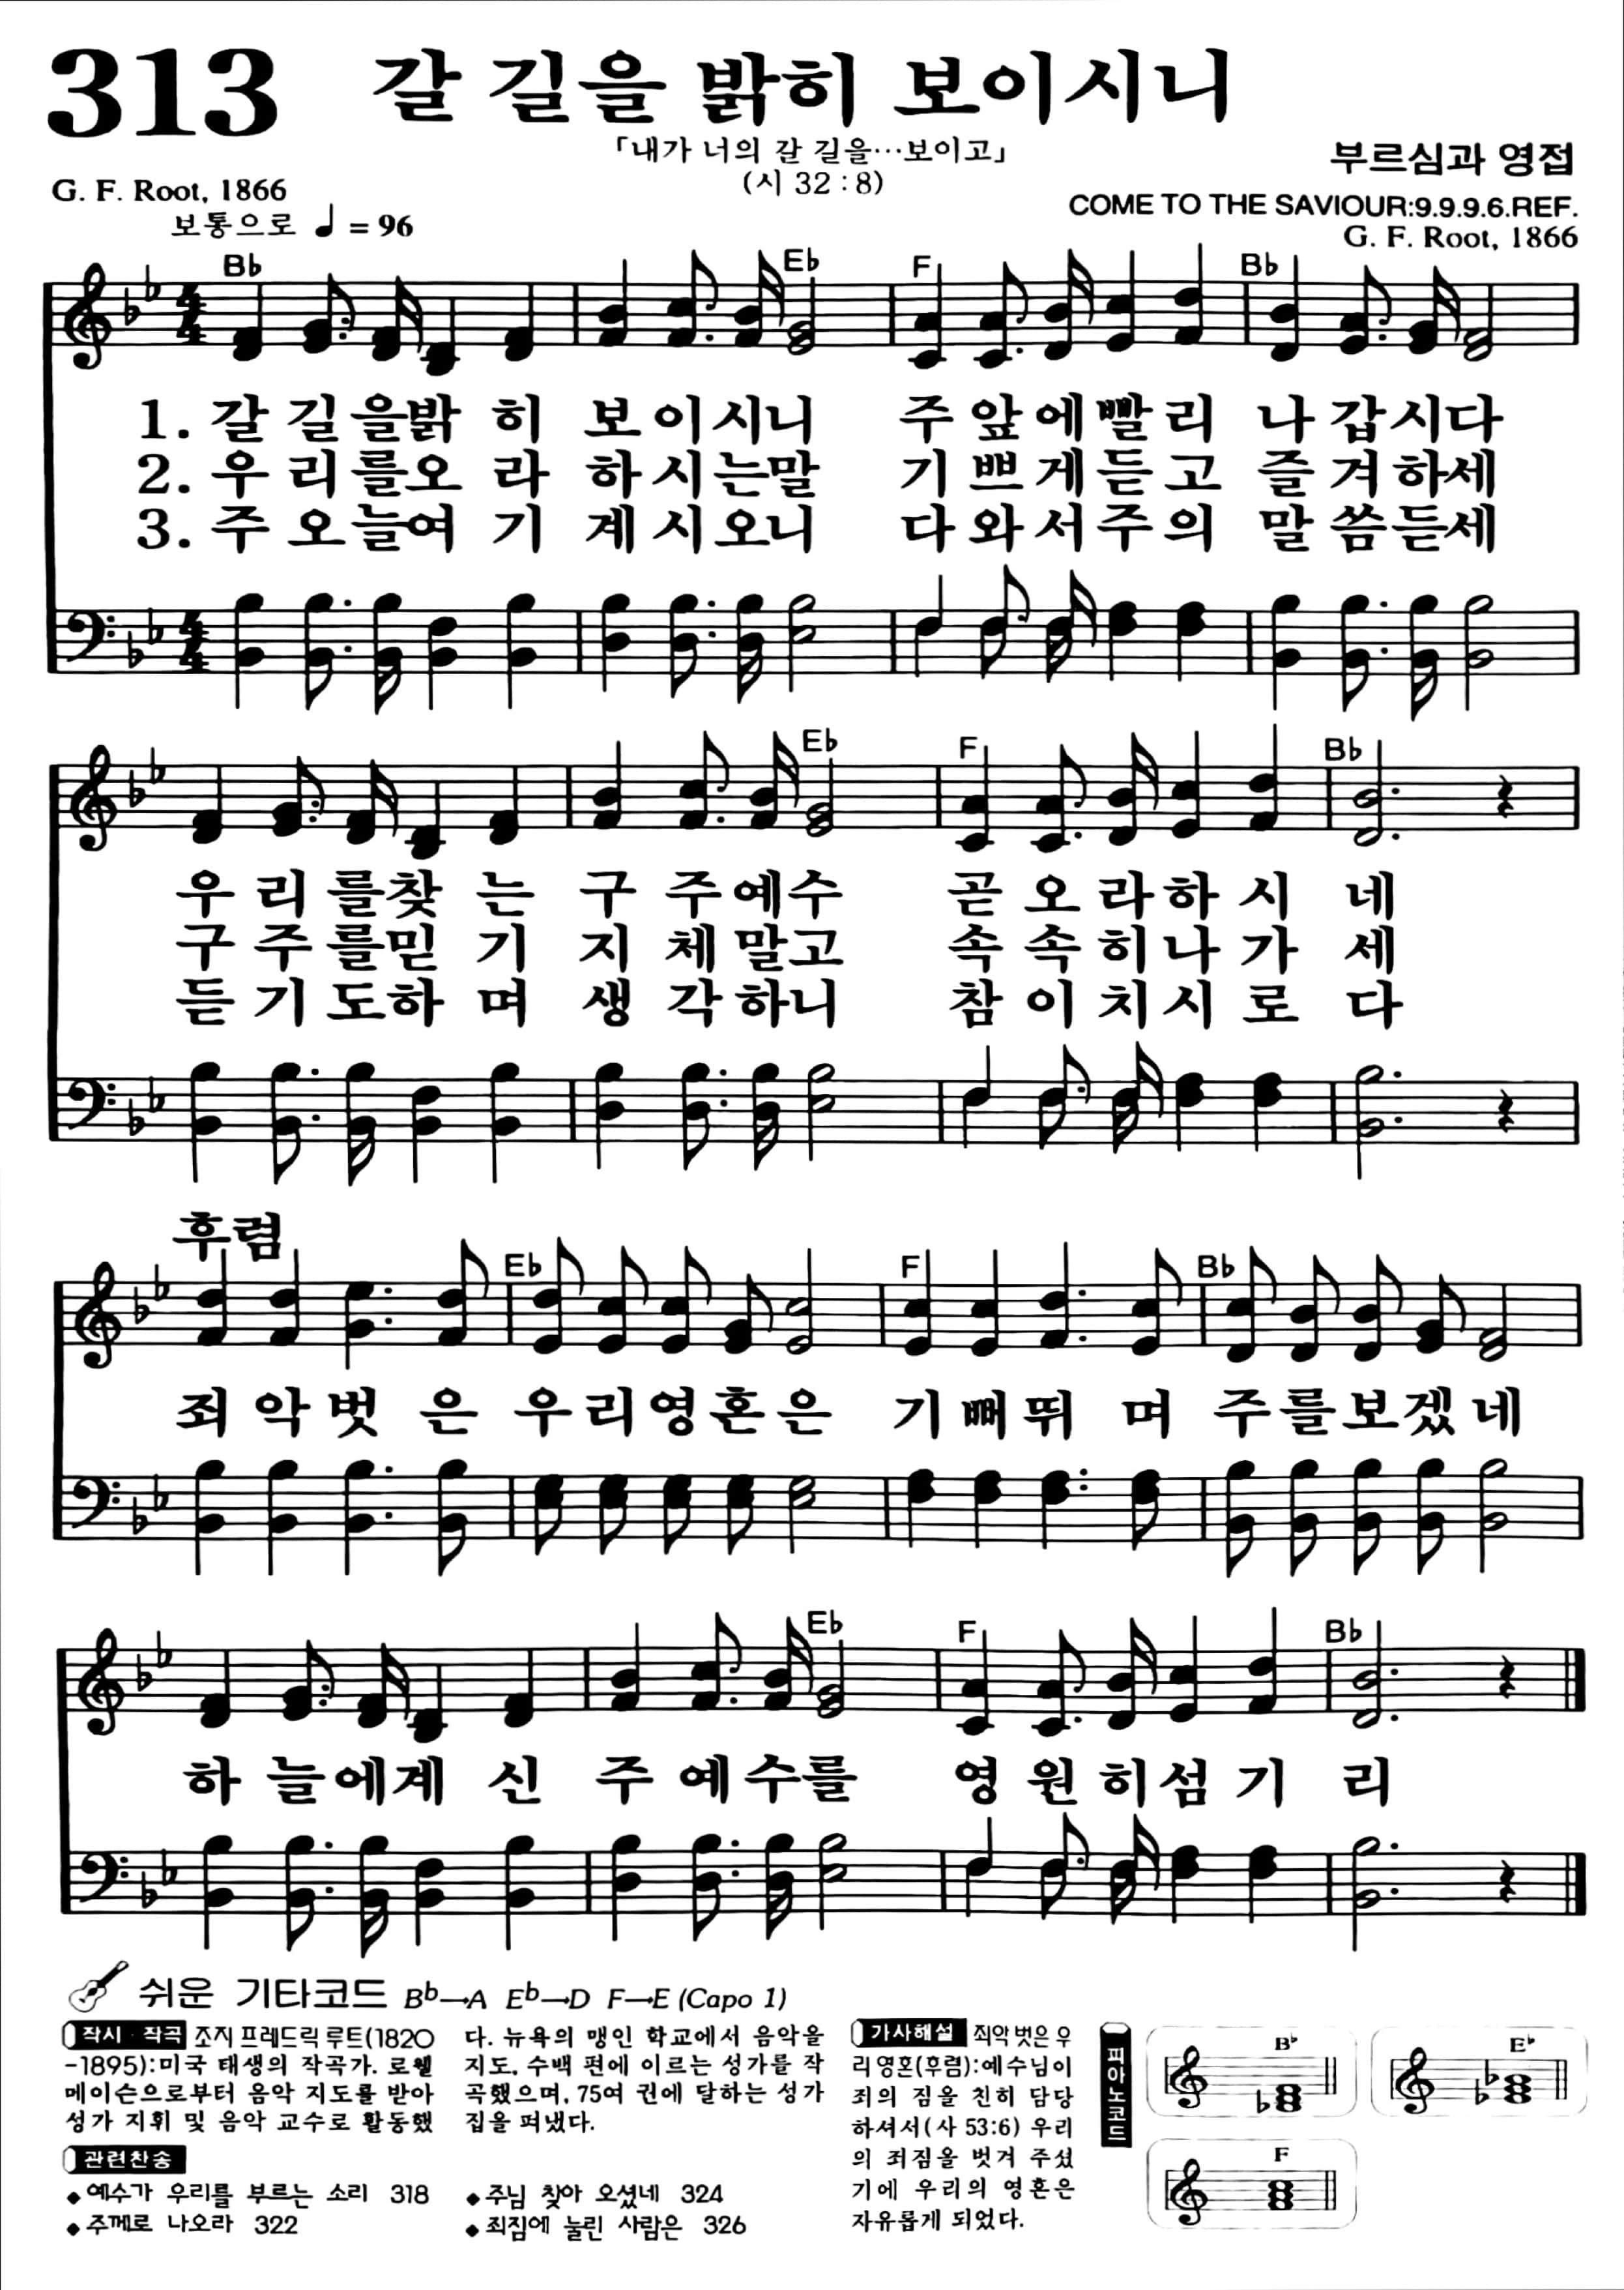 313 갈 길을 밝히 보이시니
「내가 너의 갈 길을…보이고」
(시 32 : 8)
부르심과 영접
G. F. Root, 1866
COME TO THE SAVIOUR:9.9.9.6.REF.
보통으로 ♩ = 96
G. F. Root, 1866
B♭ E♭ F B♭
1. 갈 길 을밝 히 보 이 시니 주 앞 에 빨 리 나 갑 시다
2. 우 리 를오 라 하 시 는말 기 쁘 게 듣 고 즐 겨 하세
3. 주 오 늘여 기 계 시 오니 다 와 서 주 의 말 씀 듣세
E♭ F B♭
우 리 를찾 는 구 주 예수 곧 오 라하 시 네
구 주 를믿 기 지 체 말고 속 속 히나 가 세
듣 기 도하 며 생 각 하니 참 이 치시 로 다
후렴
E♭ F B♭
죄 악 벗 은 우 리 영 혼 은 기 뻐 뛰 며 주 를 보 겠 네
E♭ F B♭
하 늘 에계 신 주 예 수를 영 원 히섬 기 리
쉬운 기타코드 B♭→A E♭→D F→E (Capo 1)
작시·작곡 조지 프레드릭 루트(1820
-1895):미국 태생의 작곡가. 로웰
메이슨으로부터 음악 지도를 받아
성가 지휘 및 음악 교수로 활동했
다. 뉴욕의 맹인 학교에서 음악을
지도. 수백 편에 이르는 성가를 작
곡했으며, 75여 권에 달하는 성가
집을 펴냈다.
관련찬송
◆예수가 우리를 부르는 소리 318
◆주께로 나오라 322
◆주님 찾아 오셨네 324
◆죄짐에 눌린 사람은 326
가사해설 죄악 벗은 우
리 영혼(후렴):예수님이
죄의 짐을 친히 담당
하셔서(사 53:6) 우리
의 죄짐을 벗겨 주셨
기에 우리의 영혼은
자유롭게 되었다.
피아노코드
B♭ E♭
F